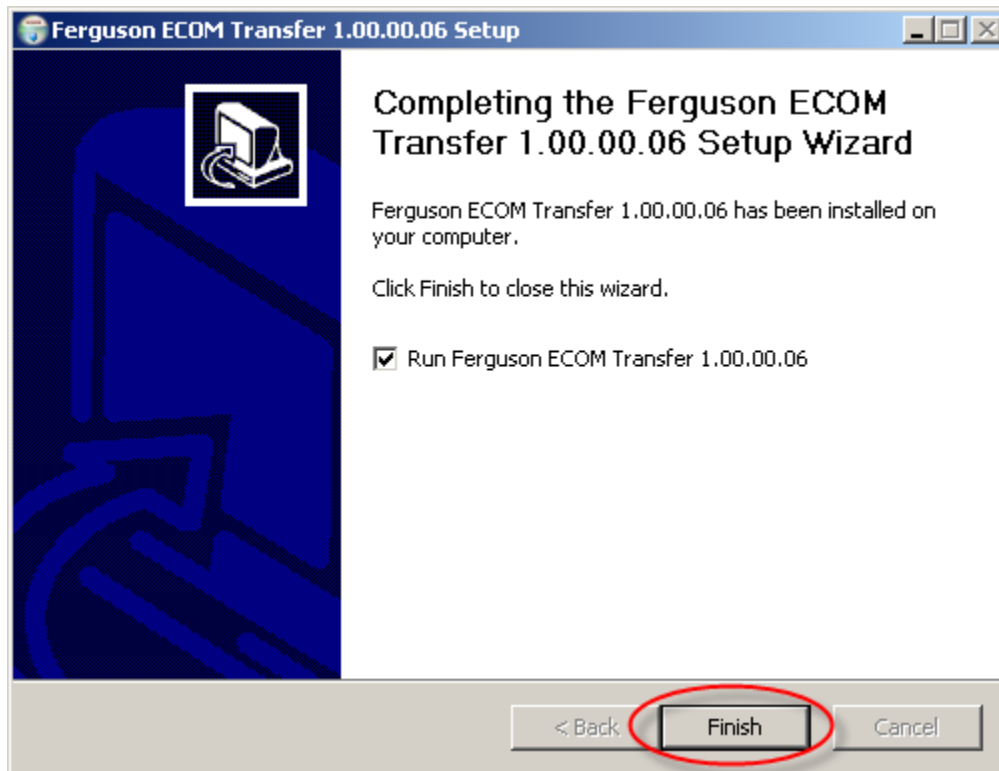 Ferguson ECOM Transfer 1.00.00.06 Setup
Completing the Ferguson ECOM
Transfer 1.00.00.06 Setup Wizard
Ferguson ECOM Transfer 1.00.00.06 has been installed on
your computer.
Click Finish to close this wizard.
Run Ferguson ECOM Transfer 1.00.00.06
< Back Finish Cancel